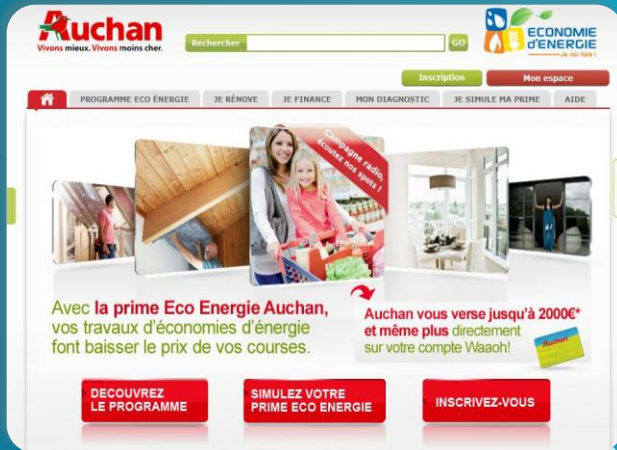 Auchan
Vivons mieux. Vivons moins cher.
Rechercher
GO
ECONOMIE
d'ENERGIE
Inscription
Mon espace
PROGRAMME ECO ÉNERGIE
JE RÉNOVE
JE FINANCE
MON DIAGNOSTIC
JE SIMULE MA PRIME
AIDE
Campagne radio,
écoutez nos spots !
Avec la prime Eco Energie Auchan,
vos travaux d'économies d'énergie
font baisser le prix de vos courses.
Auchan vous verse jusqu'à 2000€*
et même plus directement
sur votre compte Waaoh!
Auchan
DECOUVREZ
LE PROGRAMME
SIMULEZ VOTRE
PRIME ECO ENERGIE
INSCRIVEZ-VOUS